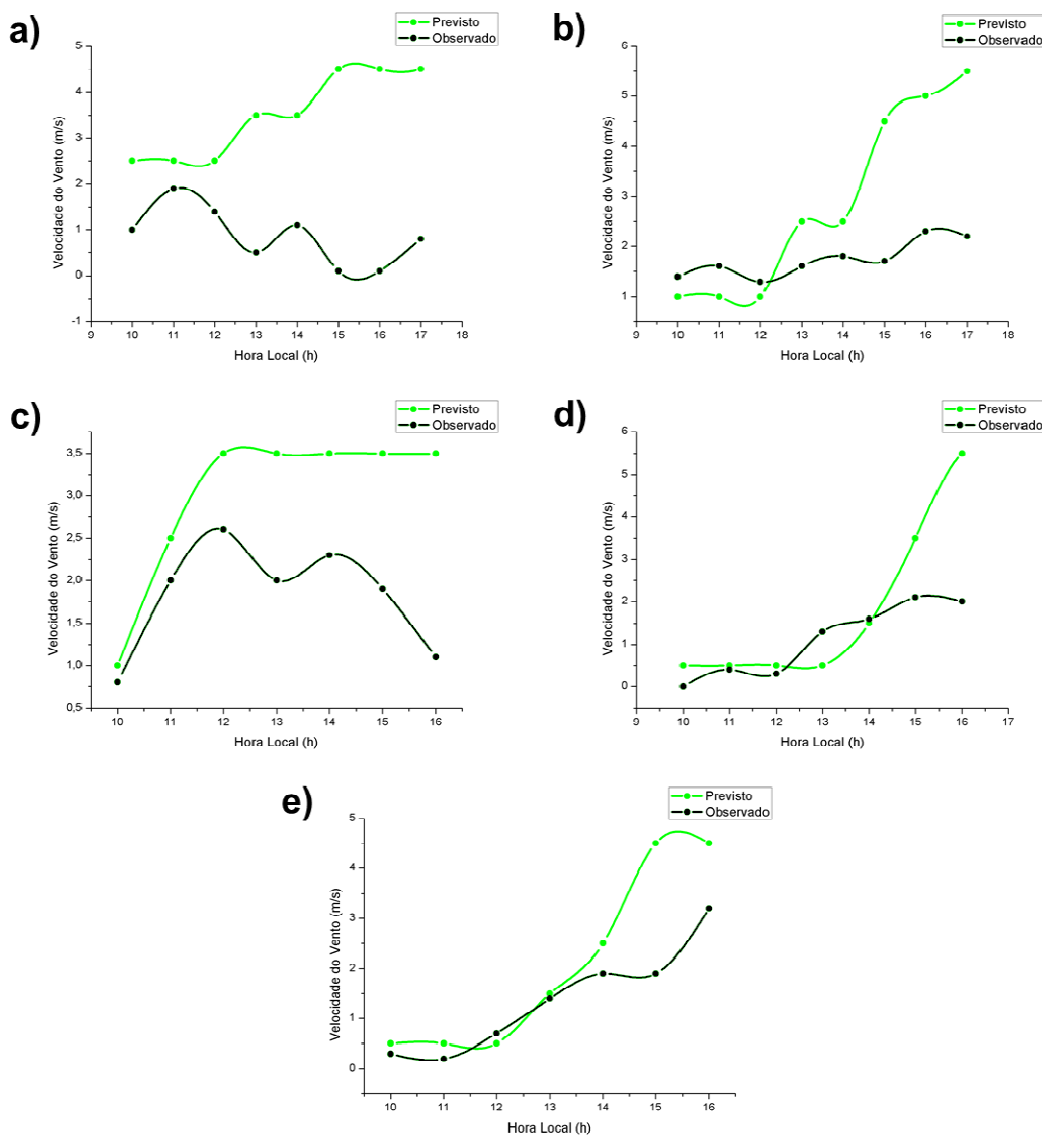 a)
Previsto
Observado
Velocidade do Vento (m/s)
5
4
3
2
1
0
-1
9 10 11 12 13 14 15 16 17 18
Hora Local (h)
b)
Previsto
Observado
Velocidade do Vento (m/s)
6
5
4
3
2
1
9 10 11 12 13 14 15 16 17 18
Hora Local (h)
c)
Previsto
Observado
Velocidade do Vento (m/s)
3,5
3,0
2,5
2,0
1,5
1,0
0,5
10 11 12 13 14 15 16
Hora Local (h)
d)
Previsto
Observado
Velocidade do Vento (m/s)
6
5
4
3
2
1
0
9 10 11 12 13 14 15 16 17
Hora Local (h)
e)
Previsto
Observado
Velocidade do Vento (m/s)
5
4
3
2
1
0
10 11 12 13 14 15 16
Hora Local (h)